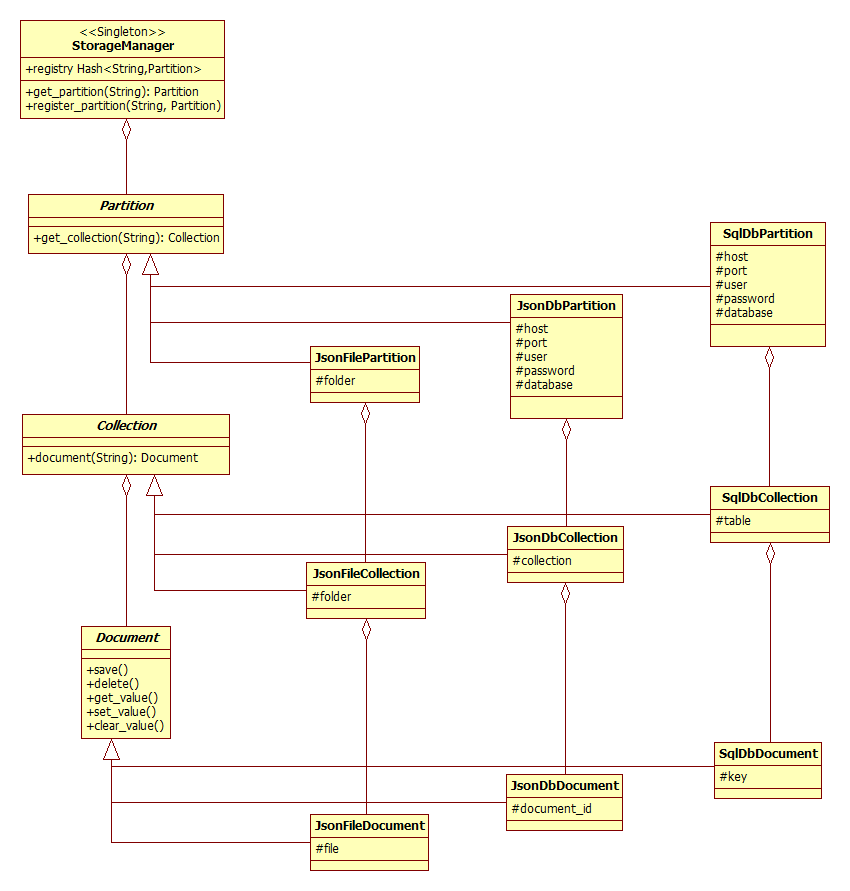 <<Singleton>>
StorageManager
+registry Hash<String,Partition>
+get_partition(String): Partition
+register_partition(String, Partition)
Partition
+get_collection(String): Collection
SqlDbPartition
#host
#port
#user
#password
#database
JsonDbPartition
#host
#port
#user
#password
#database
JsonFilePartition
#folder
Collection
+document(String): Document
SqlDbCollection
#table
JsonDbCollection
#collection
JsonFileCollection
#folder
Document
+save()
+delete()
+get_value()
+set_value()
+clear_value()
SqlDbDocument
#key
JsonDbDocument
#document_id
JsonFileDocument
#file